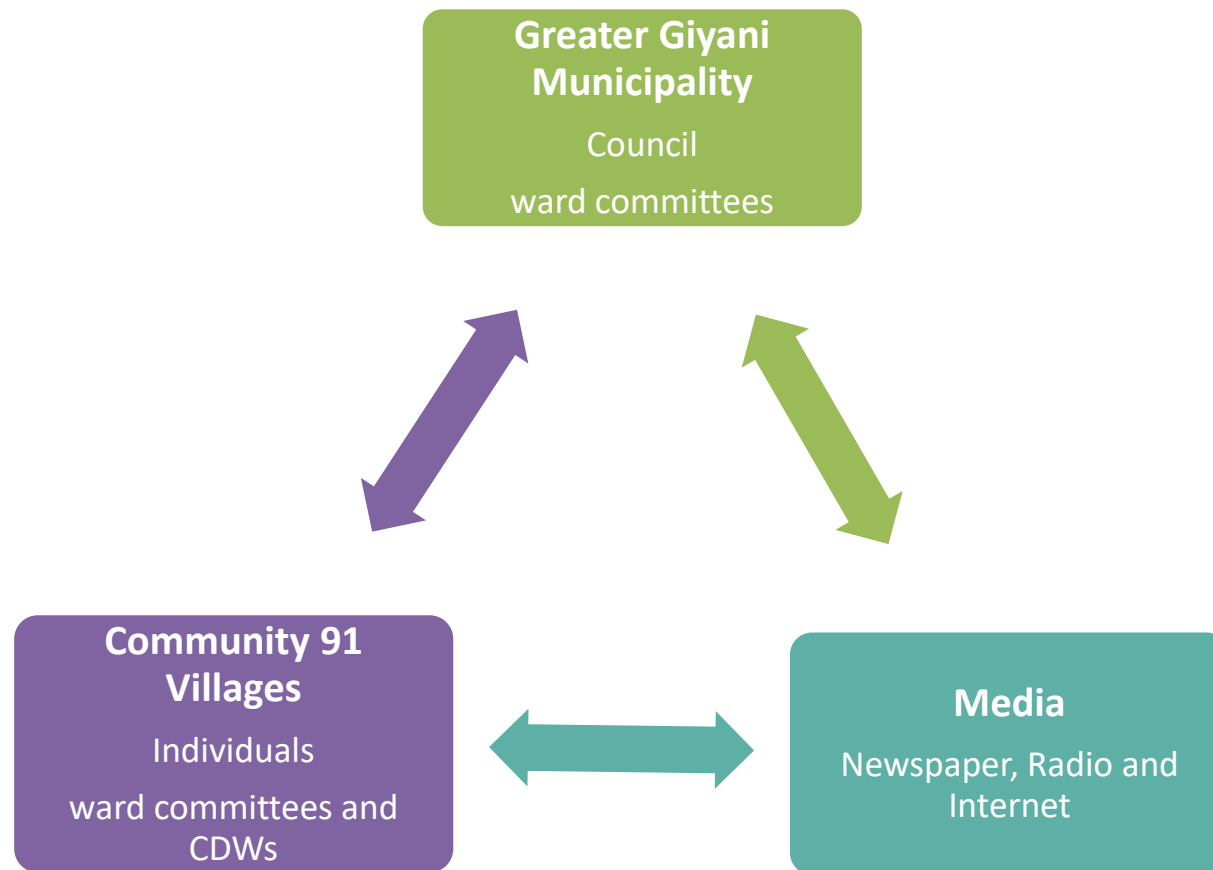 Greater Giyani
Municipality
Council
ward committees
Community 91
Villages
Individuals
ward committees and
CDWs
Media
Newspaper, Radio and
Internet